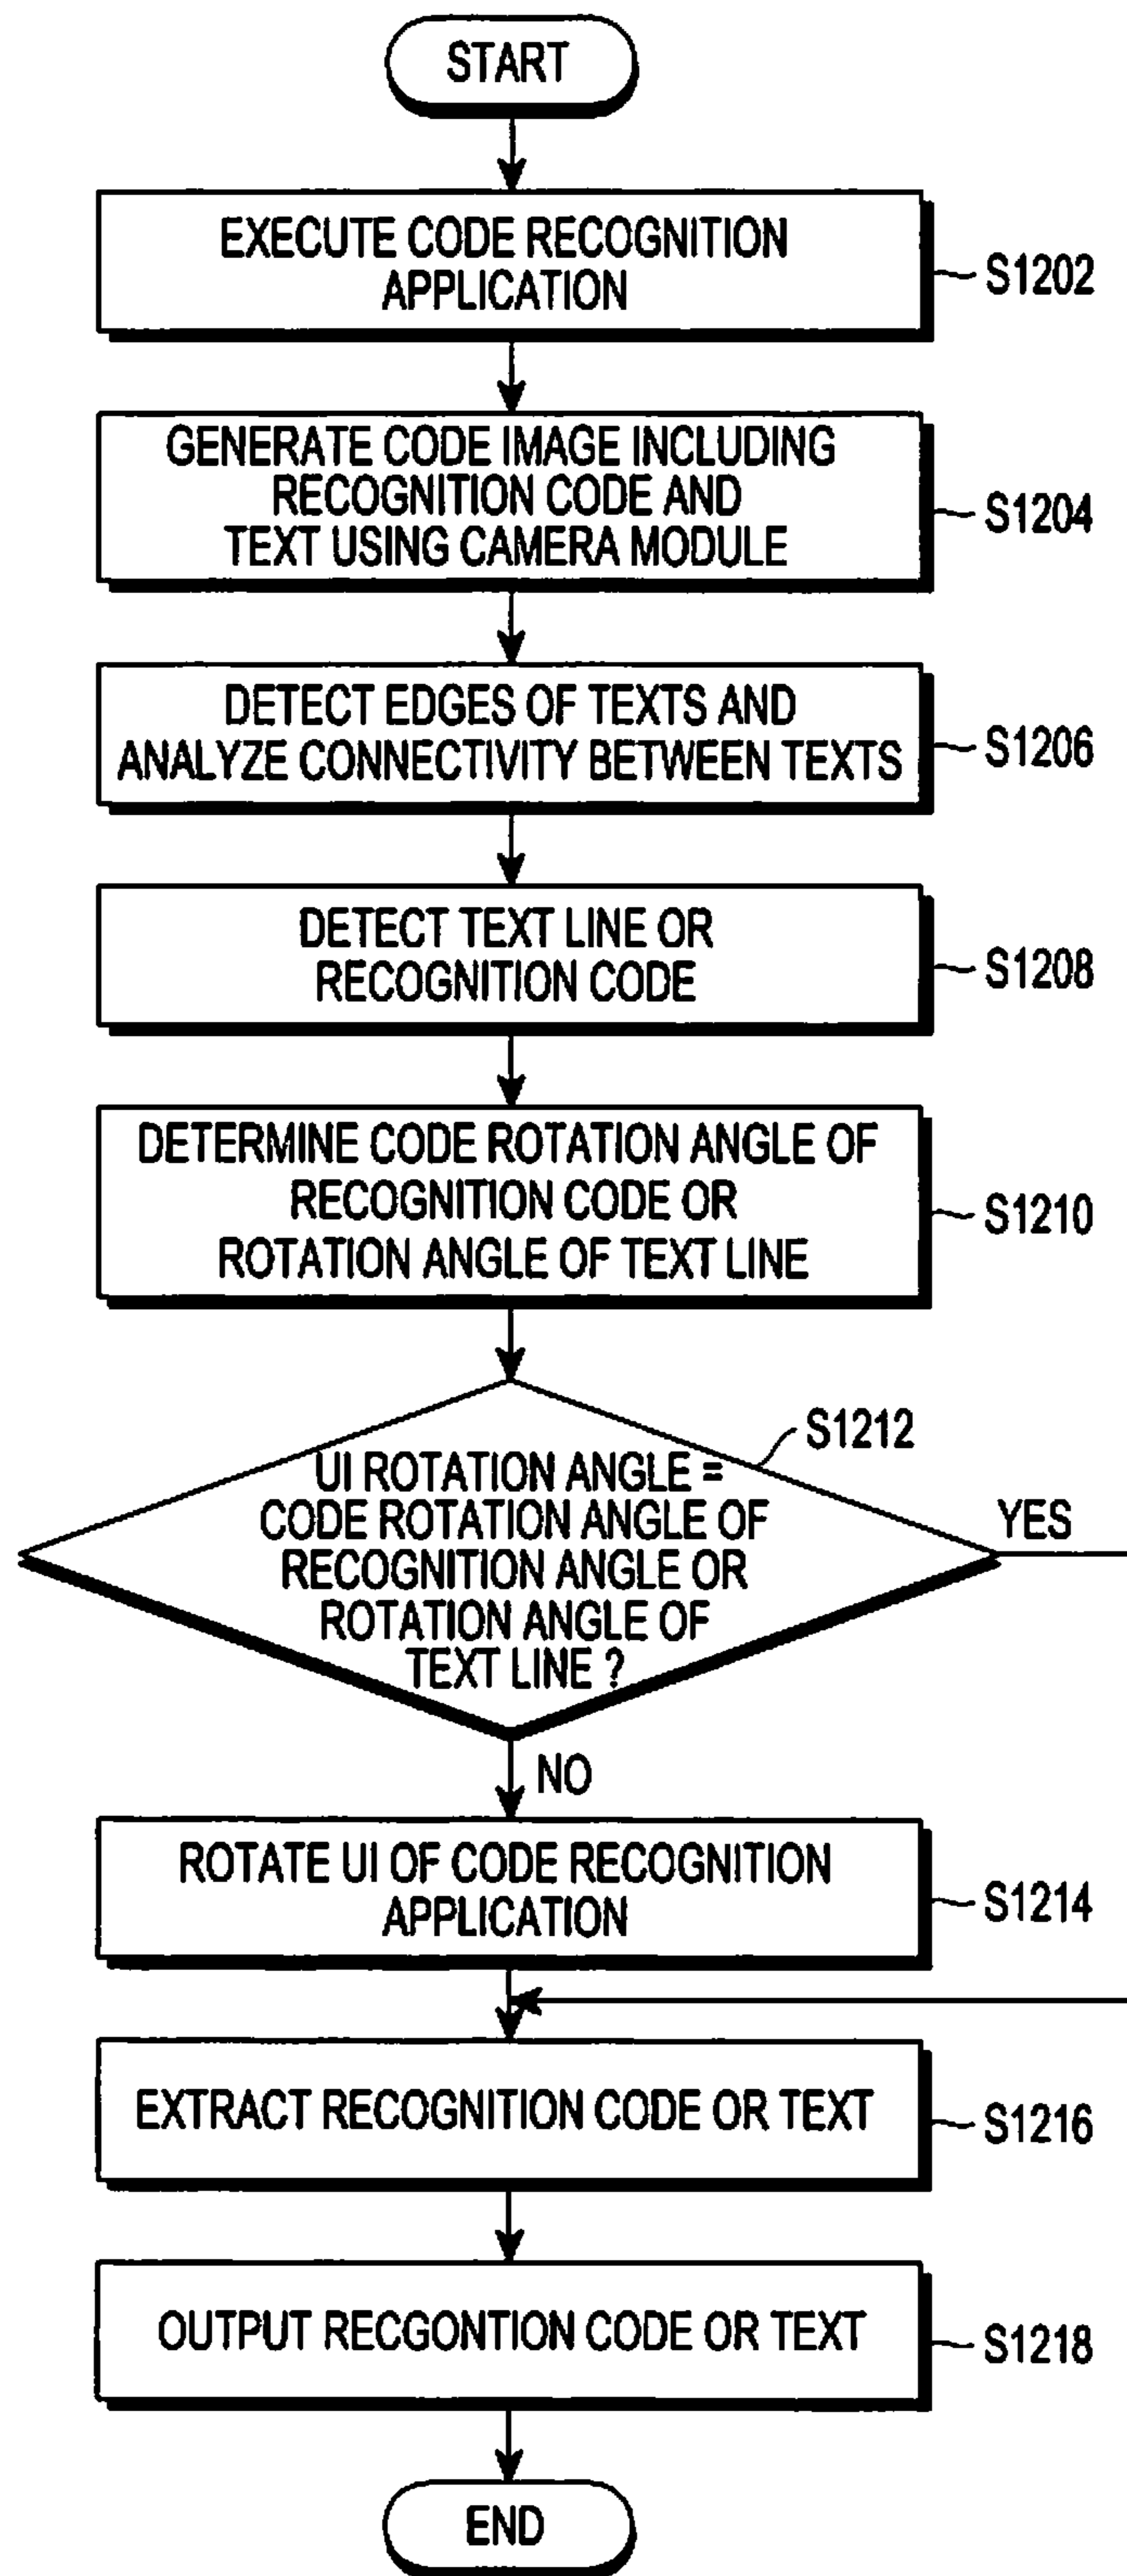 START
EXECUTE CODE RECOGNITION
APPLICATION
S1202
GENERATE CODE IMAGE INCLUDING
RECOGNITION CODE AND
TEXT USING CAMERA MODULE
S1204
DETECT EDGES OF TEXTS AND
ANALYZE CONNECTIVITY BETWEEN TEXTS
S1206
DETECT TEXT LINE OR
RECOGNITION CODE
S1208
DETERMINE CODE ROTATION ANGLE OF
RECOGNITION CODE OR
ROTATION ANGLE OF TEXT LINE
S1210
S1212
UI ROTATION ANGLE =
CODE ROTATION ANGLE OF
RECOGNITION ANGLE OR
ROTATION ANGLE OF
TEXT LINE ?
YES
NO
ROTATE UI OF CODE RECOGNITION
APPLICATION
S1214
EXTRACT RECOGNITION CODE OR TEXT
S1216
OUTPUT RECGONTION CODE OR TEXT
S1218
END